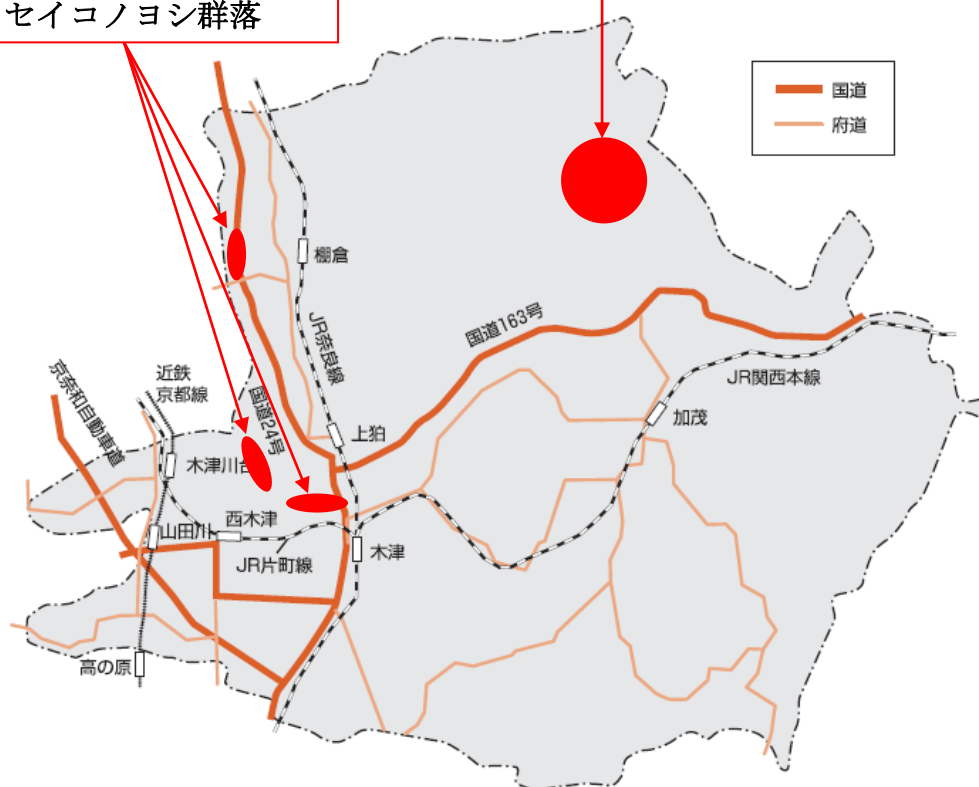 セイコノヨシ群落
国道
府道
棚倉
JR奈良線
国道163号
近鉄
京都線
京奈和自動車道
国道24号
JR関西本線
加茂
上狛
木津川台
西木津
山田川
木津
JR片町線
高の原